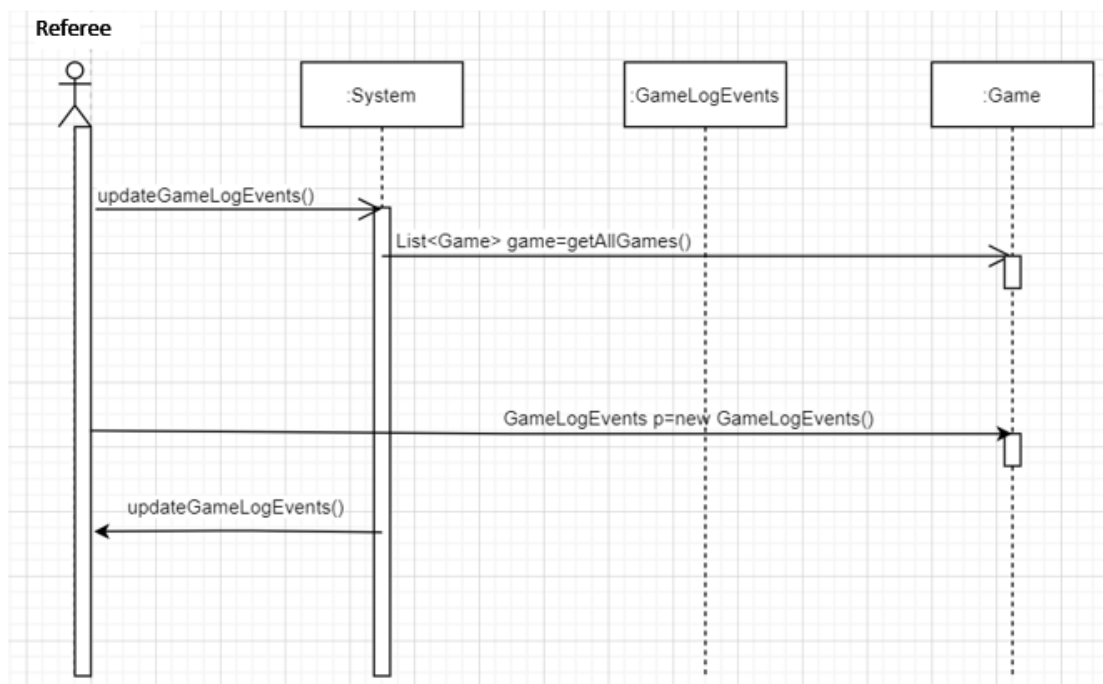 Referee
:System
:GameLogEvents
:Game
updateGameLogEvents()
List<Game> game=getAllGames()
GameLogEvents p=new GameLogEvents()
updateGameLogEvents()